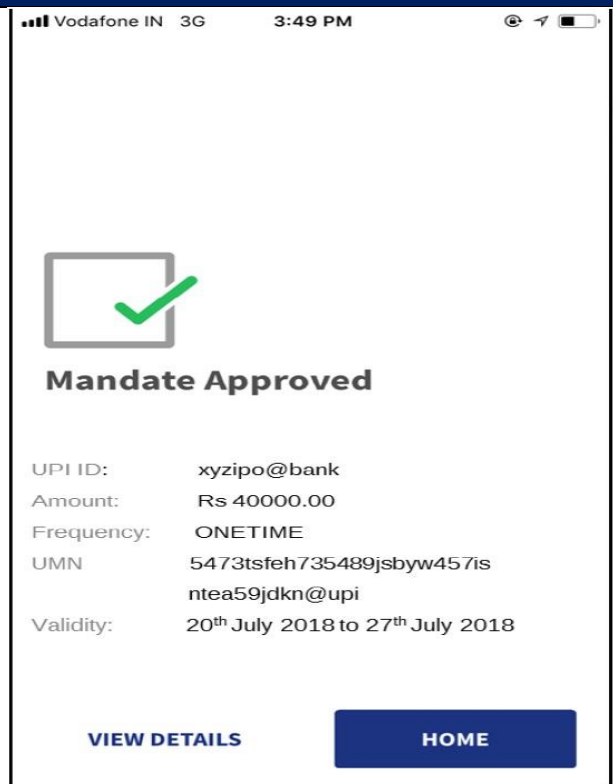 Vodafone IN 3G 3:49 PM
Mandate Approved
UPI ID: xyzipo@bank
Amount: Rs 40000.00
Frequency: ONETIME
UMN 5473tsfeh735489jsbyw457is
ntea59jdkn@upi
Validity: 20th July 2018 to 27th July 2018
VIEW DETAILS HOME